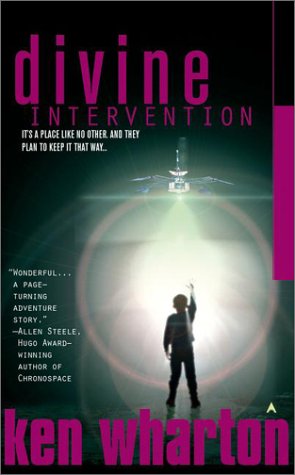 divine
INTERVENTION
IT'S A PLACE LIKE NO OTHER. AND THEY
PLAN TO KEEP IT THAT WAY...
"WONDERFUL...
A PAGE–
TURNING
ADVENTURE
STORY."
—ALLEN STEELE,
HUGO AWARD–
WINNING
AUTHOR OF
CHRONOSPACE
ken wharton